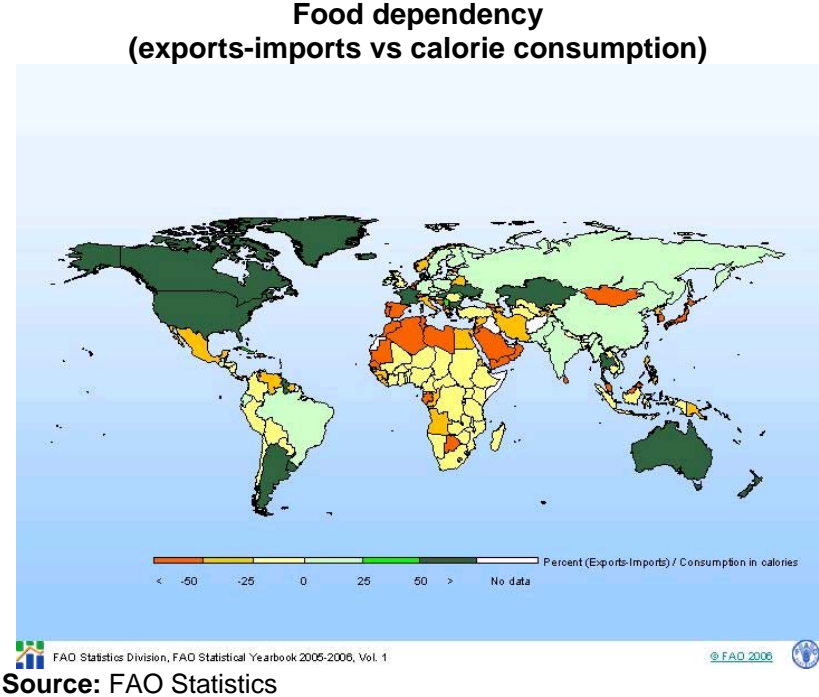 Food dependency
(exports-imports vs calorie consumption)
Percent (Exports-Imports) / Consumption in calories
< -50 -25 0 25 50 > No data
FAO Statistics Division, FAO Statistical Yearbook 2005-2006, Vol. 1 © FAO 2006
Source: FAO Statistics